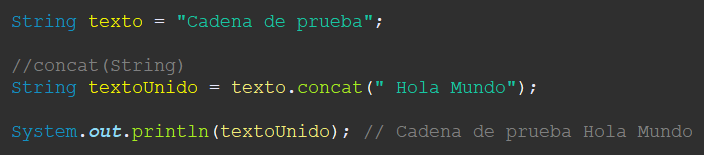 String texto = "Cadena de prueba";
//concat(String)
String textoUnido = texto.concat(" Hola Mundo");
System.out.println(textoUnido); // Cadena de prueba Hola Mundo